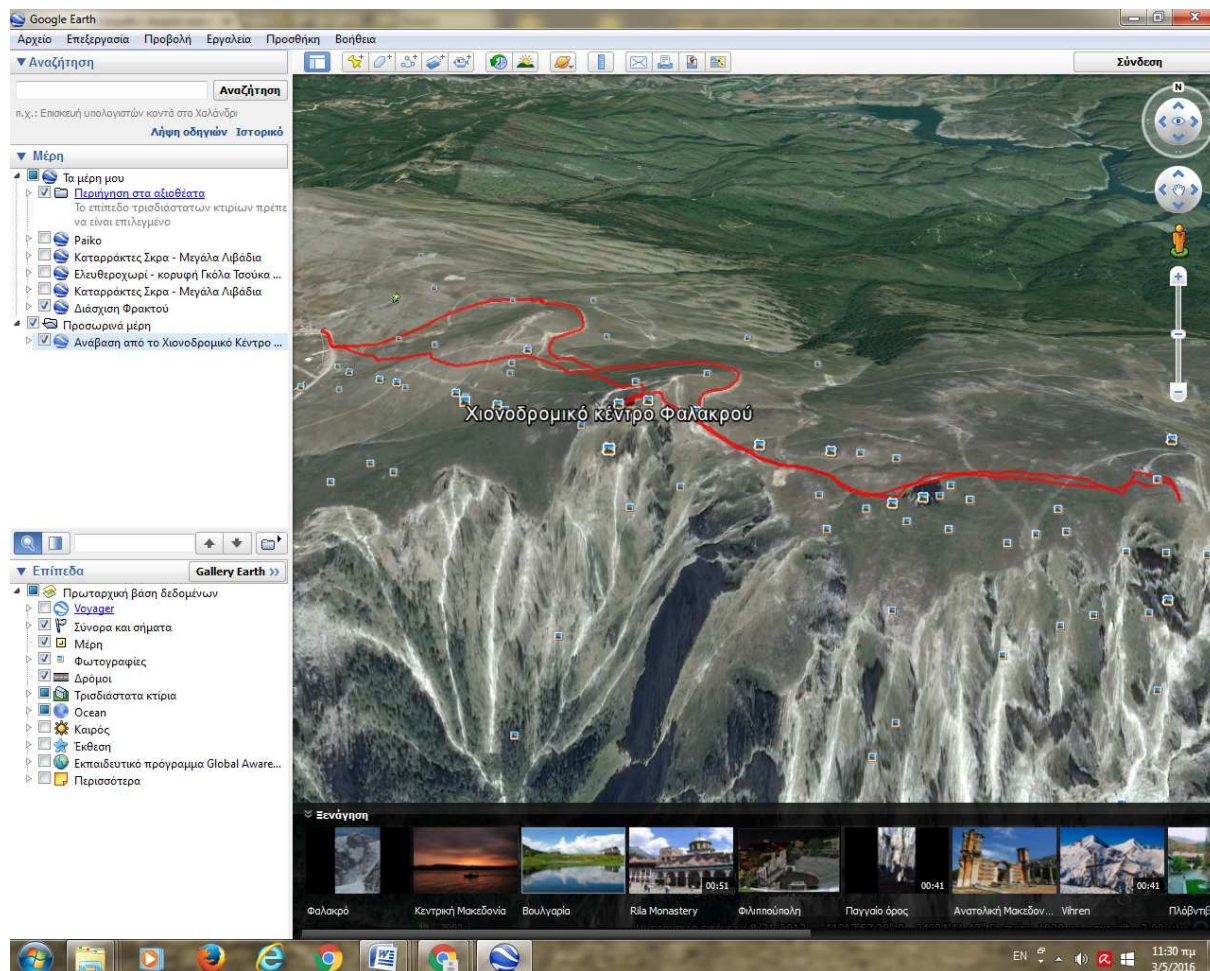 Google Earth
Αρχείο Επεξεργασία Προβολή Εργαλεία Προσθήκη Βοήθεια
Αναζήτηση
Σύνδεση
Αναζήτηση
π.χ.: Επισκευή υπολογιστών κοντά στο Χαλάνδρι
Λήψη οδηγιών Ιστορικό
Μέρη
Τα μέρη μου
Περιήγηση στα αξιοθέατα
Το επίπεδο τρισδιάστατων κτιρίων πρέπε
να είναι επιλεγμένο
Paiko
Καταρράκτες Σκρα - Μεγάλα Λιβάδια
Ελευθεροχωρί - κορυφή Γκόλα Τσούκα ...
Καταρράκτες Σκρα - Μεγάλα Λιβάδια
Διάσχιση Φρακτού
Προσωρινά μέρη
Ανάβαση από το Χιονοδρομικό Κέντρο ...
N
Χιονοδρομικό κέντρο Φαλακρού
Επίπεδα
Gallery Earth >>
Πρωταρχική βάση δεδομένων
Voyager
Σύνορα και σήματα
Μέρη
Φωτογραφίες
Δρόμοι
Τρισδιάστατα κτίρια
Ocean
Καιρός
Έκθεση
Εκπαιδευτικό πρόγραμμα Global Aware...
Περισσότερα
Ξενάγηση
00:51
00:41
00:41
Φαλακρό
Κεντρική Μακεδονία
Βουλγαρία
Rila Monastery
Φιλιππούπολη
Παγγαίο όρος
Ανατολική Μακεδον...
Vihren
Πλόβντιβ
EN
11:30 πμ
3/5/2016